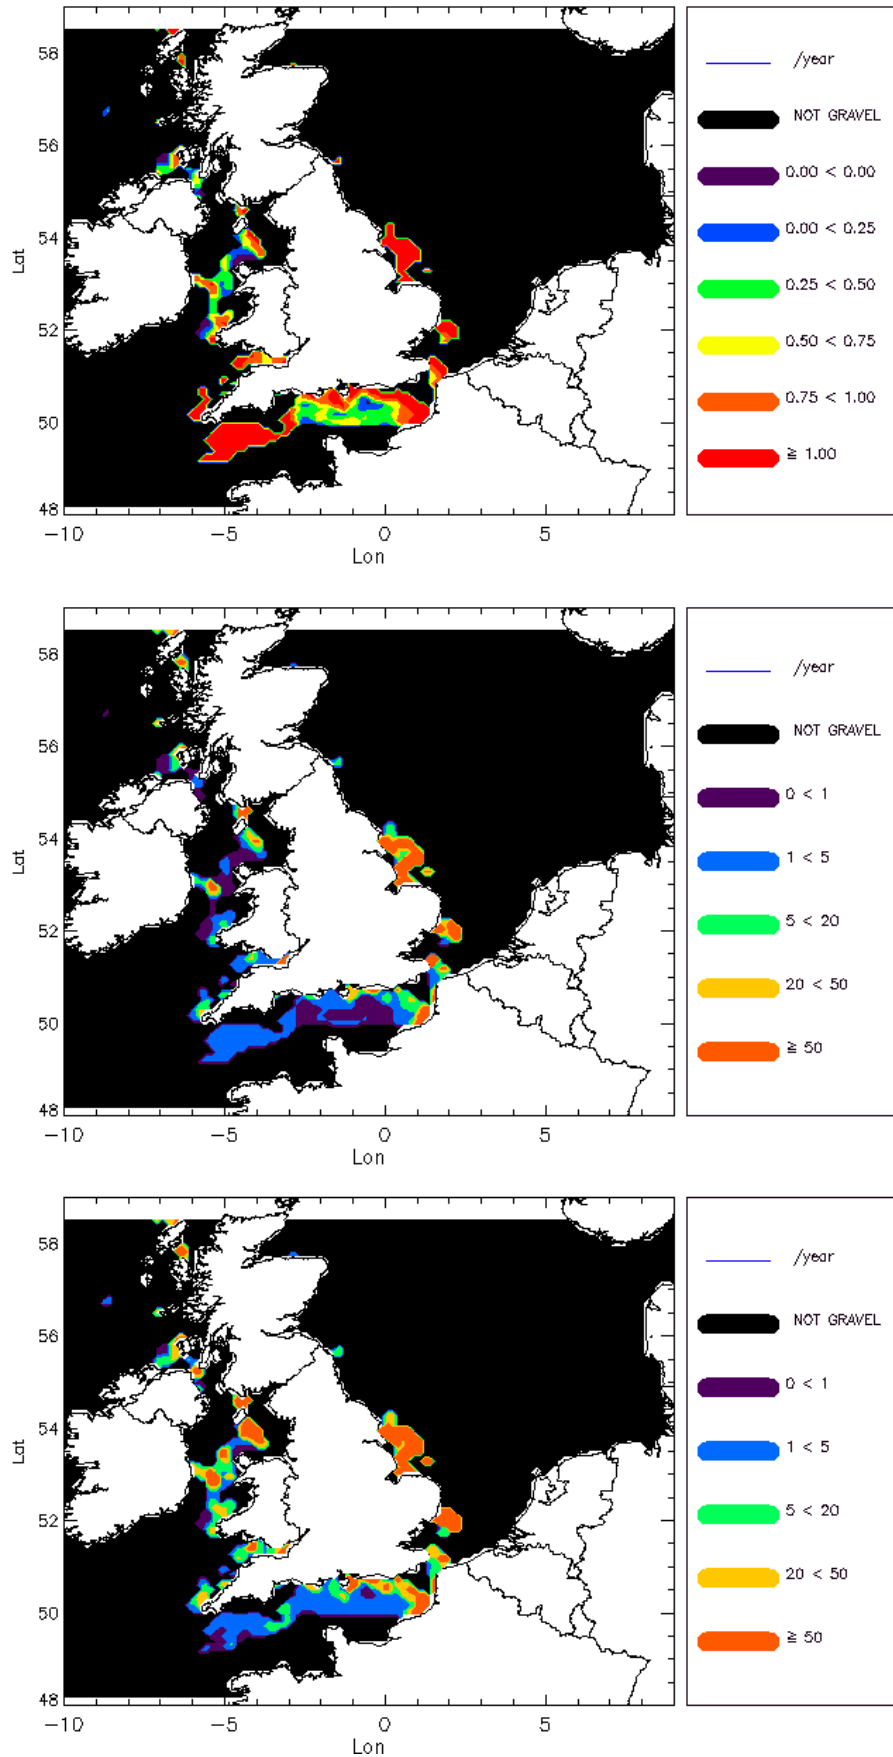 58
56
54
52
50
48
Lat
-10
-5
0
5
Lon
/year
NOT GRAVEL
0.00 < 0.00
0.00 < 0.25
0.25 < 0.50
0.50 < 0.75
0.75 < 1.00
≧ 1.00
58
56
54
52
50
48
Lat
-10
-5
0
5
Lon
/year
NOT GRAVEL
0 < 1
1 < 5
5 < 20
20 < 50
≧ 50
58
56
54
52
50
48
Lat
-10
-5
0
5
Lon
/year
NOT GRAVEL
0 < 1
1 < 5
5 < 20
20 < 50
≧ 50